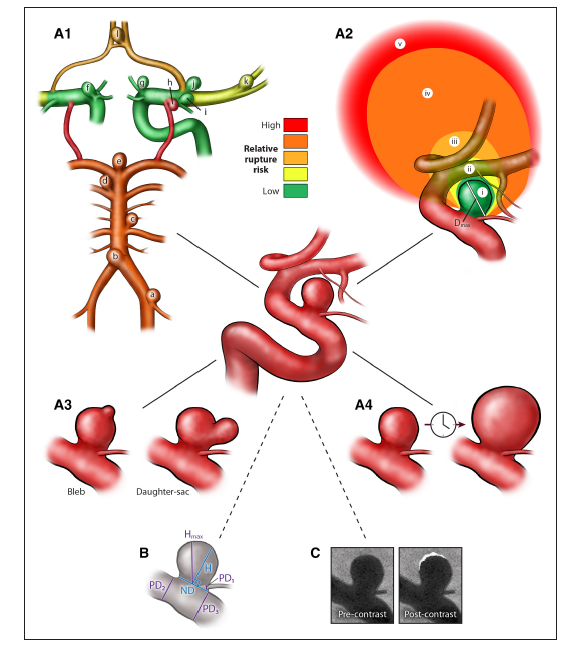 A1
A2
l
f
g
h
j
k
i
e
d
c
b
a
High
Relative
rupture
risk
Low
v
iv
iii
ii
i
Dmax
A3
Bleb
Daughter-sac
A4
B
Hmax
H
PD1
PD2
ND
PD3
C
Pre-contrast
Post-contrast